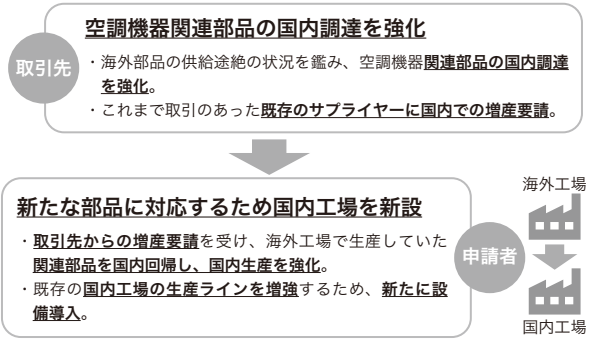 空調機器関連部品の国内調達を強化
取引先
・海外部品の供給途絶の状況を鑑み、空調機器関連部品の国内調達
を強化。
・これまで取引のあった既存のサプライヤーに国内での増産要請。
新たな部品に対応するため国内工場を新設
・取引先からの増産要請を受け、海外工場で生産していた
関連部品を国内回帰し、国内生産を強化。
・既存の国内工場の生産ラインを増強するため、新たに設
備導入。
申請者
海外工場
国内工場